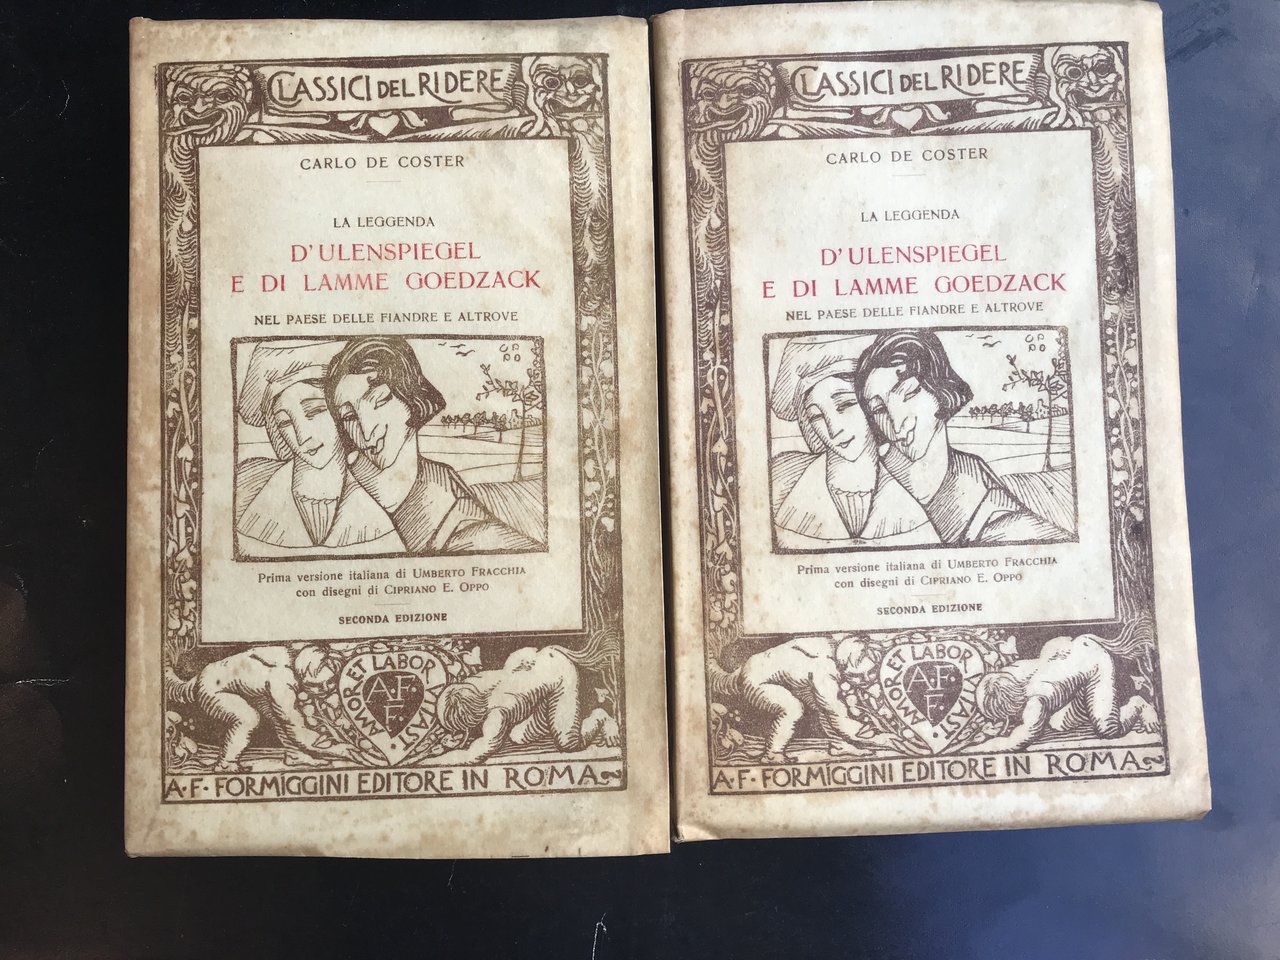 CLASSICI DEL RIDERE
CARLO DE COSTER
LA LEGGENDA
D'ULENSPIEGEL
E DI LAMME GOEDZACK
NEL PAESE DELLE FIANDRE E ALTROVE
OPPO
Prima versione italiana di UMBERTO FRACCHIA
con disegni di CIPRIANO E. OPPO
SECONDA EDIZIONE
AMOR ET LABOR VITAST
A. F.
F.
A. F. FORMIGGINI EDITORE IN ROMA
CLASSICI DEL RIDERE
CARLO DE COSTER
LA LEGGENDA
D'ULENSPIEGEL
E DI LAMME GOEDZACK
NEL PAESE DELLE FIANDRE E ALTROVE
OPPO
Prima versione italiana di UMBERTO FRACCHIA
con disegni di CIPRIANO E. OPPO
SECONDA EDIZIONE
AMOR ET LABOR VITAST
A. F.
F.
A. F. FORMIGGINI EDITORE IN ROMA